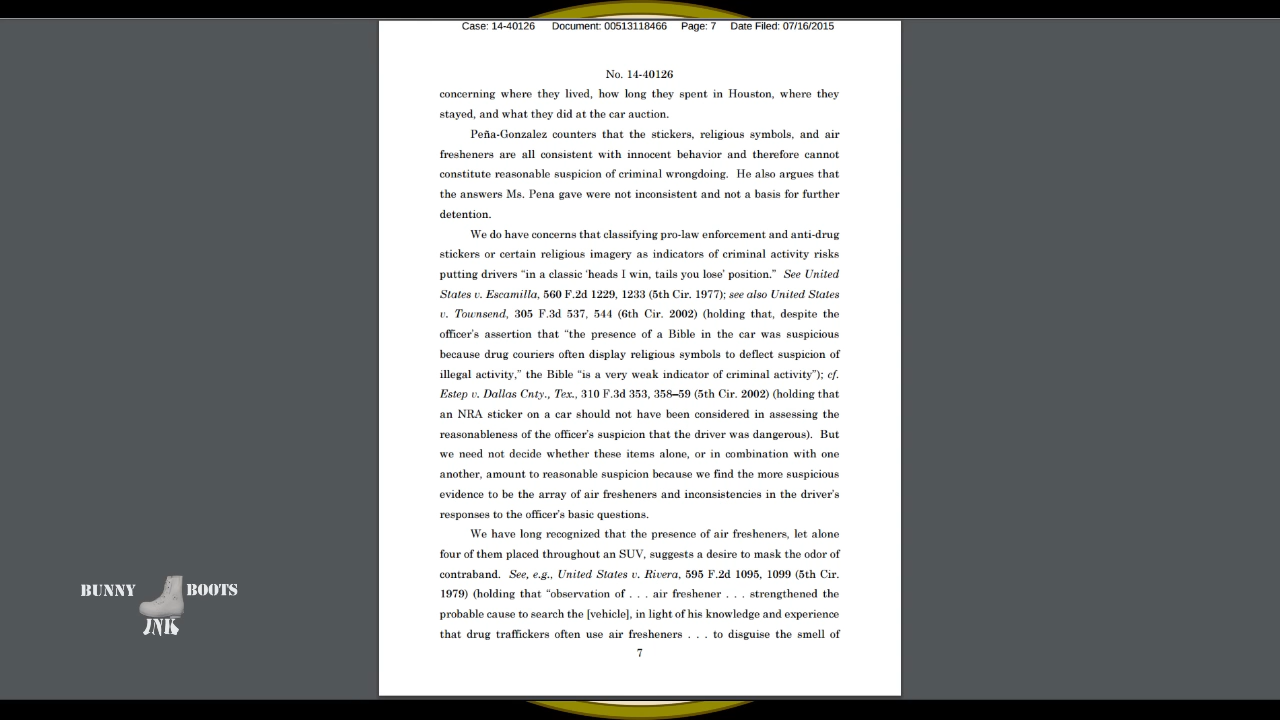 Case: 14-40126 Document: 00513118466 Page: 7 Date Filed: 07/16/2015
No. 14-40126
concerning where they lived, how long they spent in Houston, where they
stayed, and what they did at the car auction.
Peña-Gonzalez counters that the stickers, religious symbols, and air
fresheners are all consistent with innocent behavior and therefore cannot
constitute reasonable suspicion of criminal wrongdoing. He also argues that
the answers Ms. Pena gave were not inconsistent and not a basis for further
detention.
We do have concerns that classifying pro-law enforcement and anti-drug
stickers or certain religious imagery as indicators of criminal activity risks
putting drivers “in a classic ‘heads I win, tails you lose’ position.” See United
States v. Escamilla, 560 F.2d 1229, 1233 (5th Cir. 1977); see also United States
v. Townsend, 305 F.3d 537, 544 (6th Cir. 2002) (holding that, despite the
officer’s assertion that “the presence of a Bible in the car was suspicious
because drug couriers often display religious symbols to deflect suspicion of
illegal activity,” the Bible “is a very weak indicator of criminal activity”); cf.
Estep v. Dallas Cnty., Tex., 310 F.3d 353, 358–59 (5th Cir. 2002) (holding that
an NRA sticker on a car should not have been considered in assessing the
reasonableness of the officer’s suspicion that the driver was dangerous). But
we need not decide whether these items alone, or in combination with one
another, amount to reasonable suspicion because we find the more suspicious
evidence to be the array of air fresheners and inconsistencies in the driver’s
responses to the officer’s basic questions.
We have long recognized that the presence of air fresheners, let alone
four of them placed throughout an SUV, suggests a desire to mask the odor of
contraband. See, e.g., United States v. Rivera, 595 F.2d 1095, 1099 (5th Cir.
1979) (holding that “observation of . . . air freshener . . . strengthened the
probable cause to search the [vehicle], in light of his knowledge and experience
that drug traffickers often use air fresheners . . . to disguise the smell of
7
BUNNY BOOTS
INK